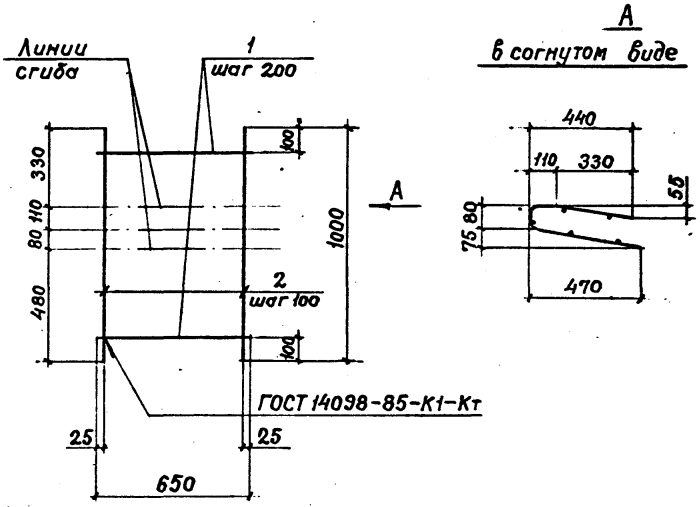 Линии
сгиба
1
шаг 200
А
в согнутом виде
100
330
110
80
480
1000
А
2
шаг 100
100
ГОСТ 14098-85-К1-Кт
25
25
650
440
110
330
55
80
75
470